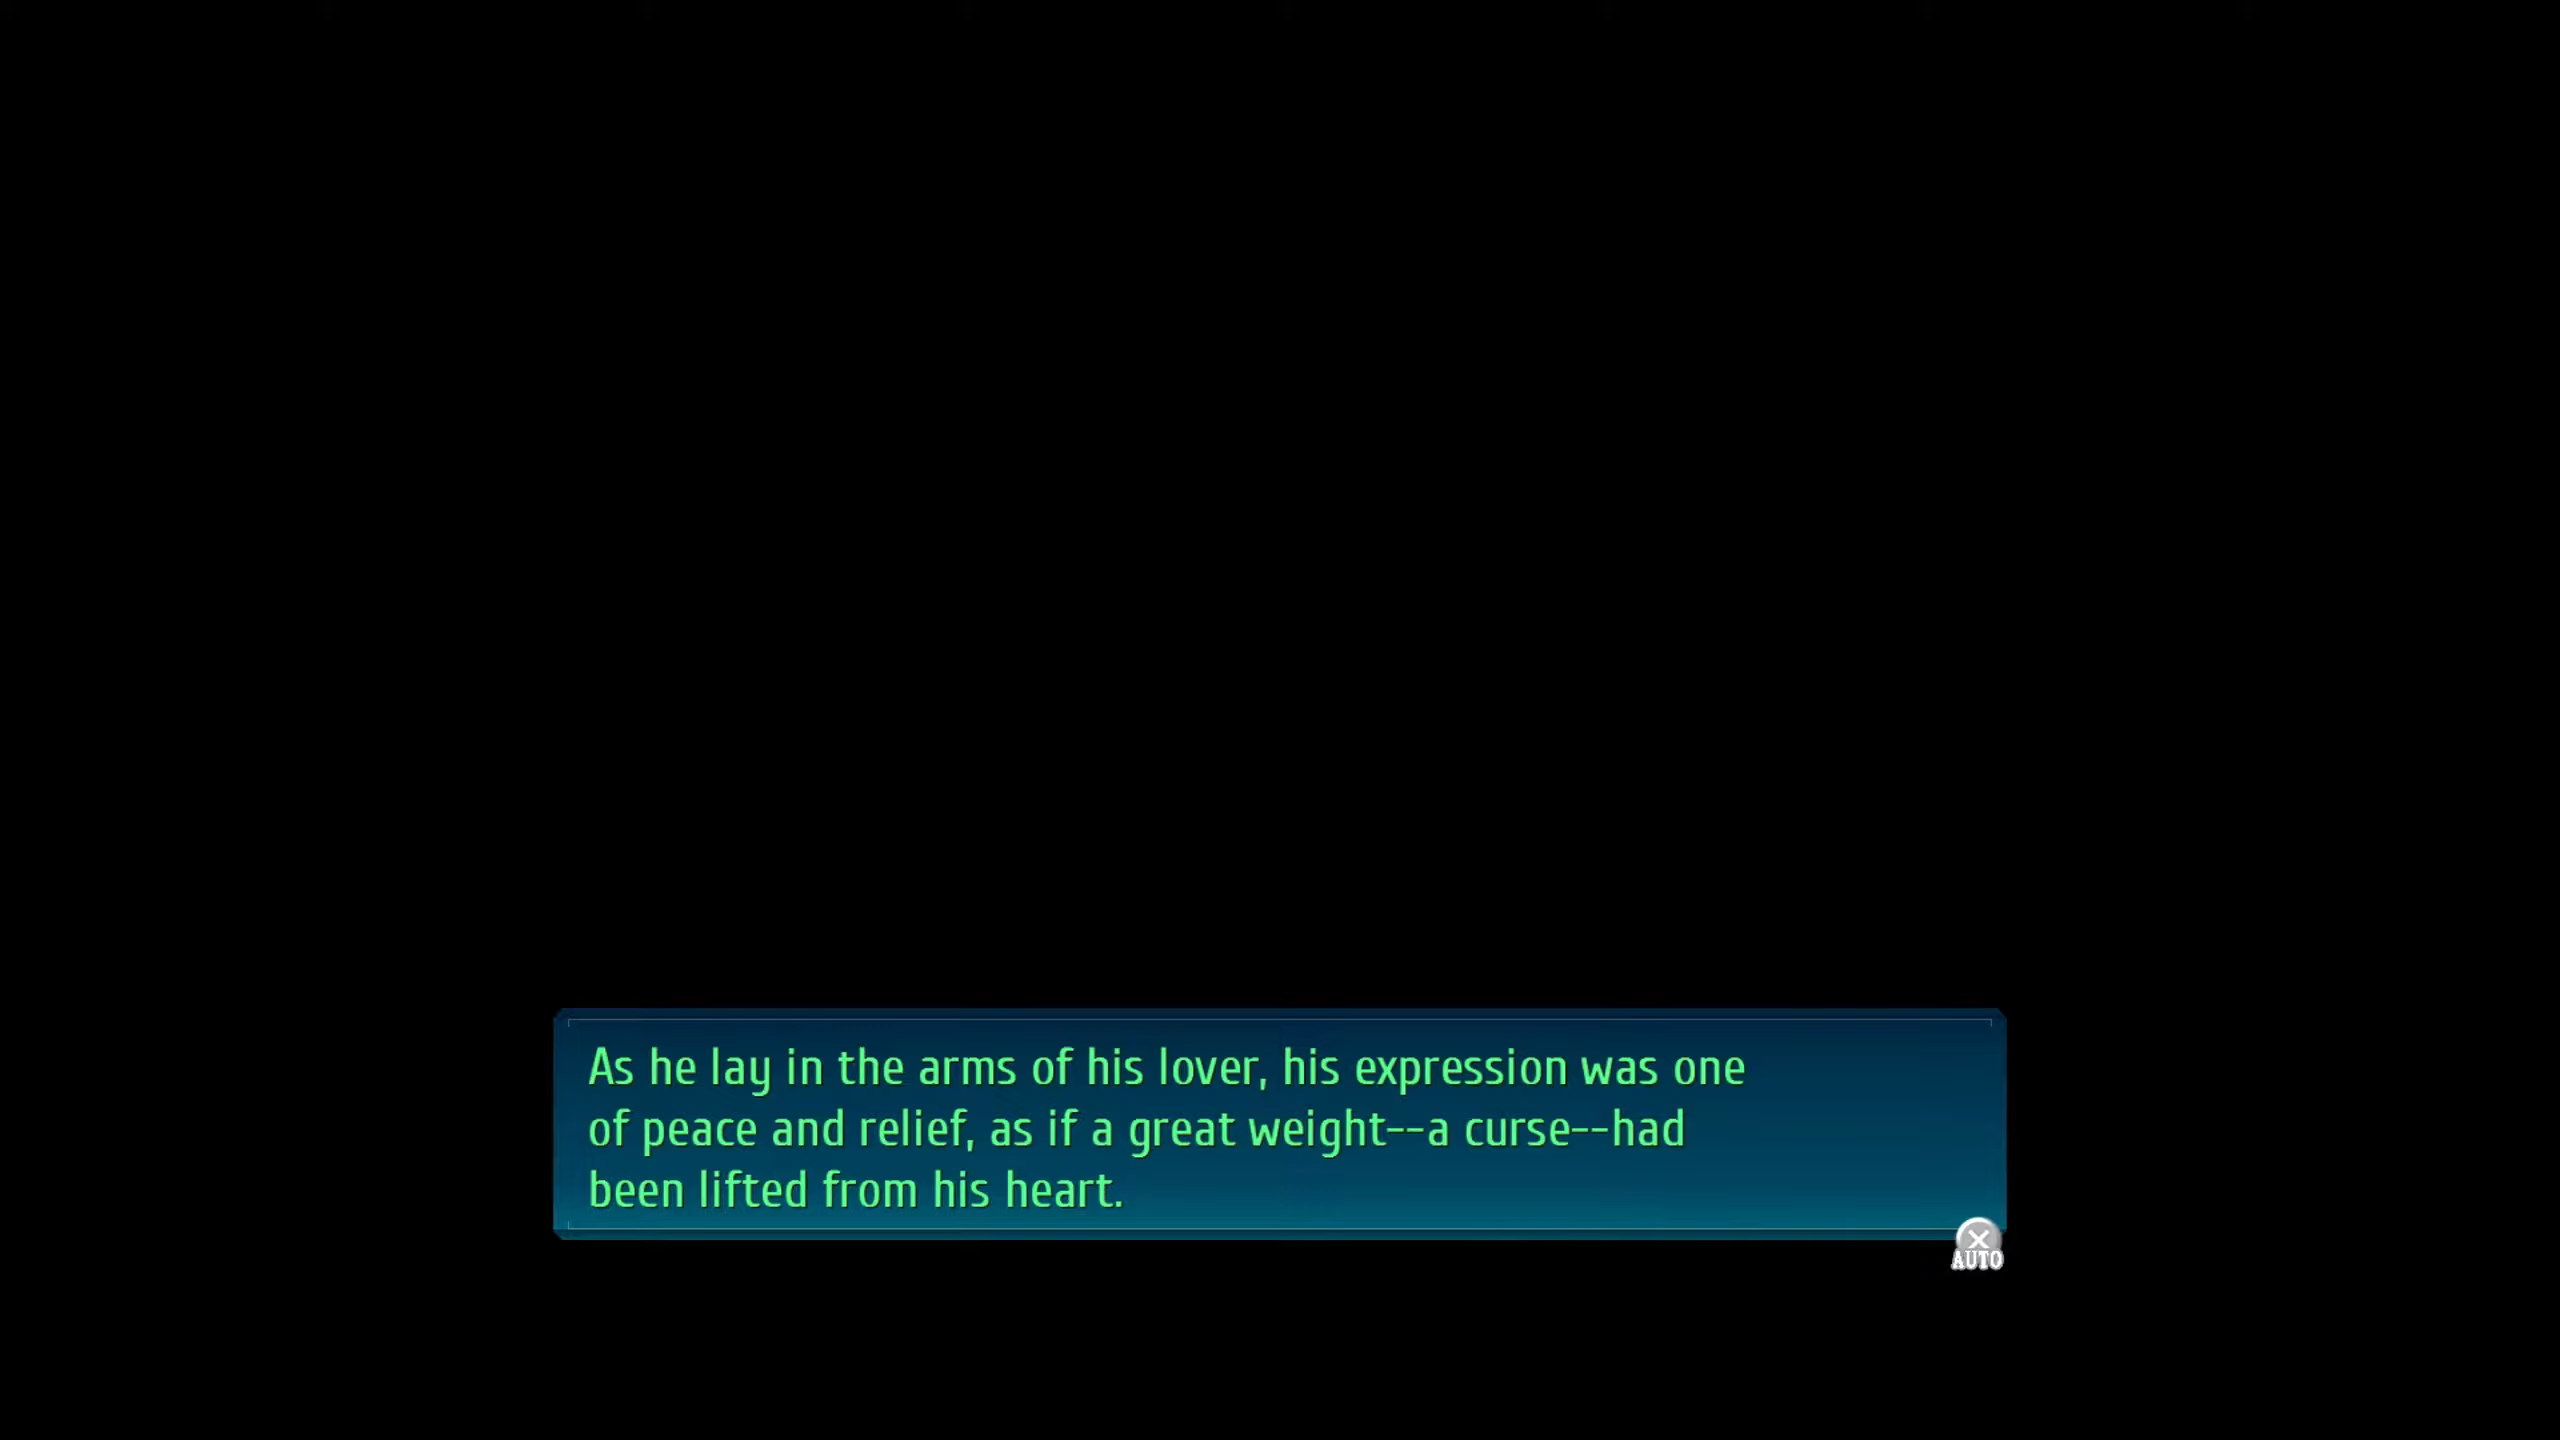 As he lay in the arms of his lover, his expression was one
of peace and relief, as if a great weight--a curse--had
been lifted from his heart.
AUTO